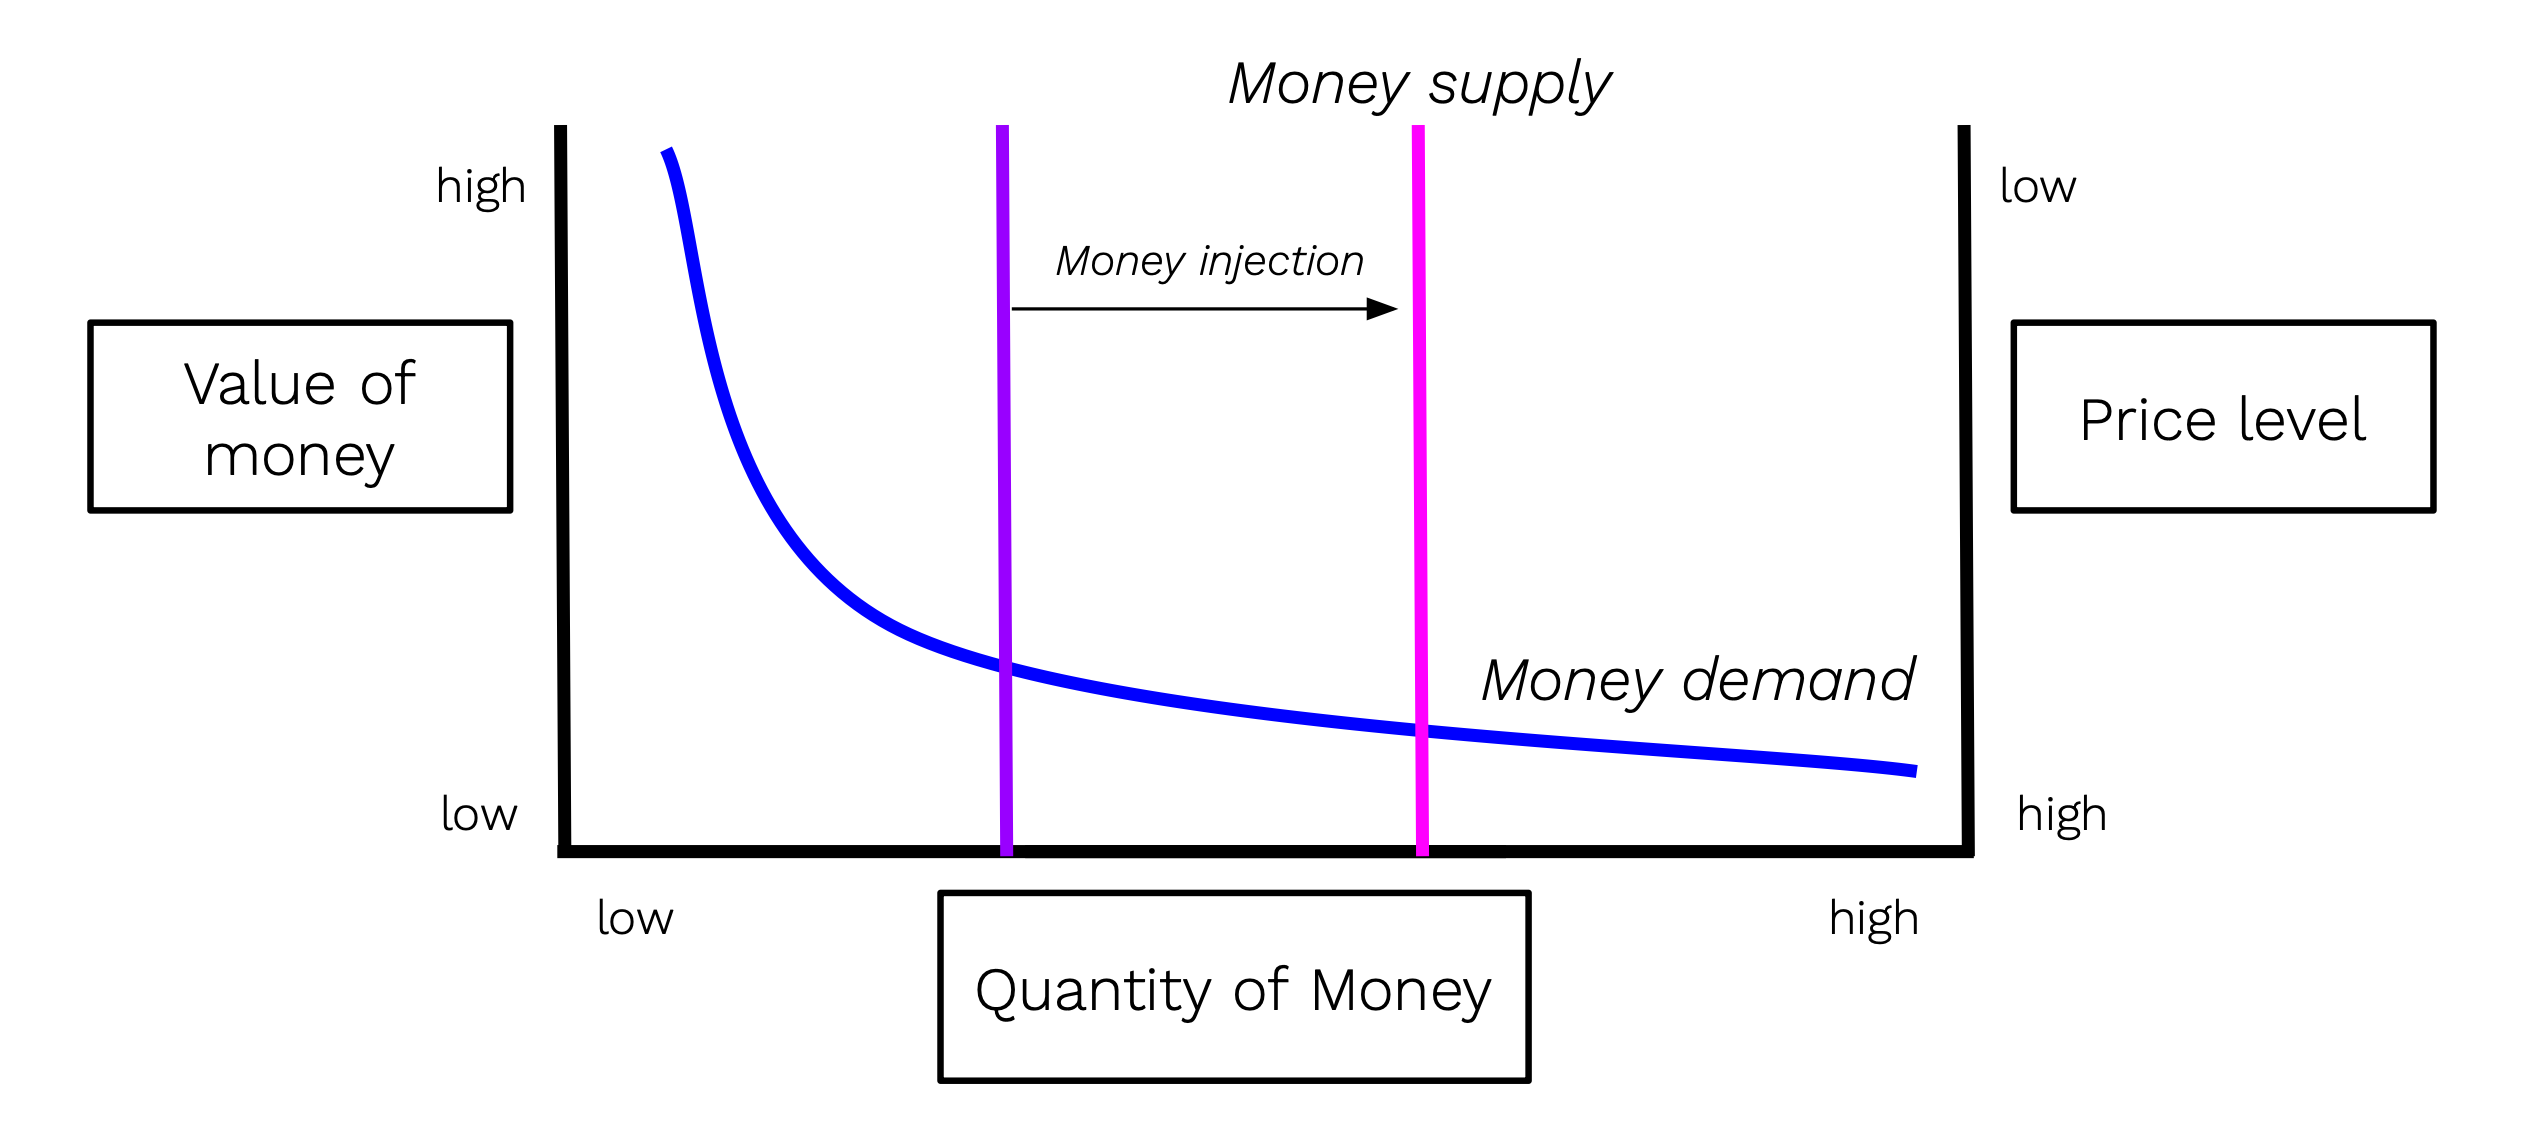 Money supply
high
low
Money injection
Value of
money
Price level
Money demand
low
high
low
high
Quantity of Money